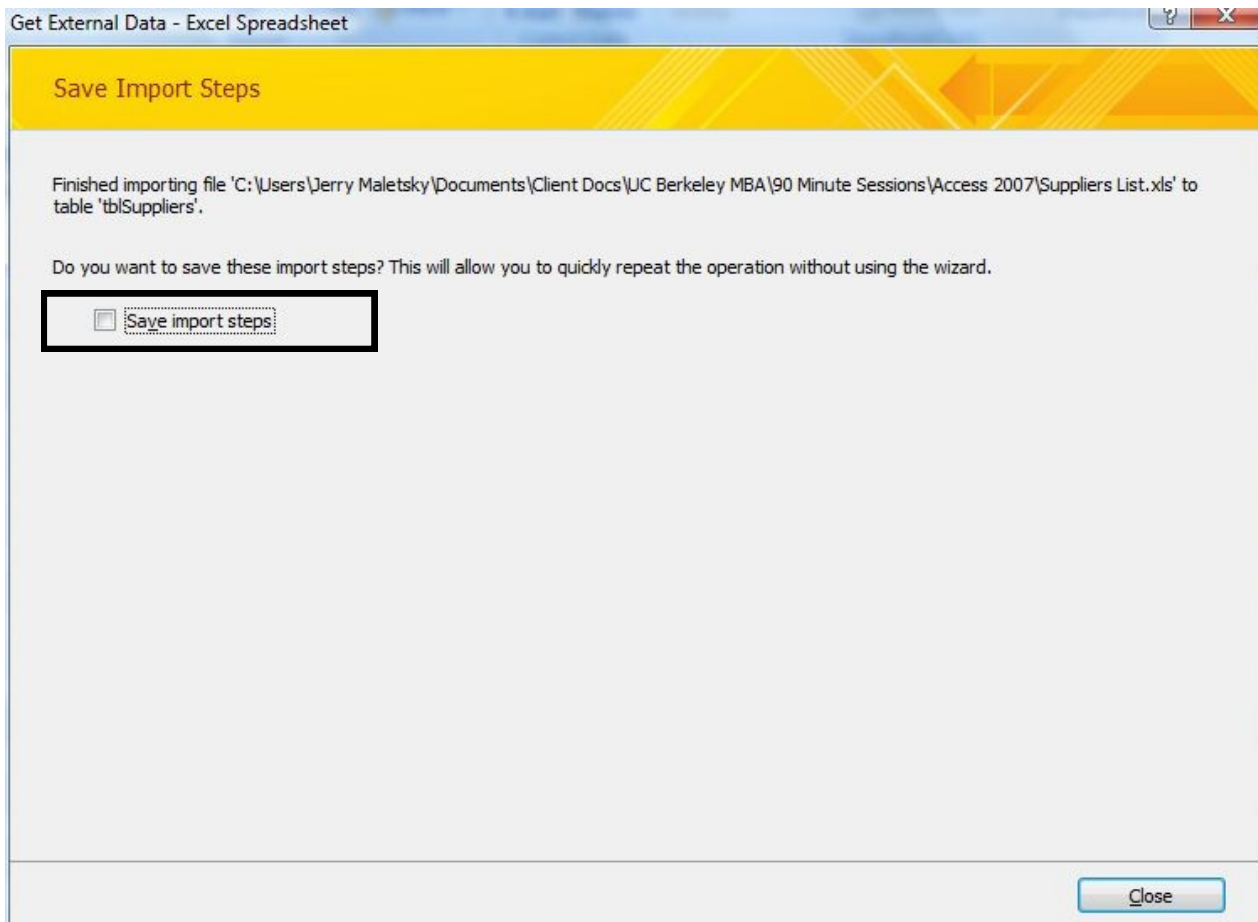 Get External Data - Excel Spreadsheet
Save Import Steps
Finished importing file 'C:\Users\Jerry Maletsky\Documents\Client Docs\UC Berkeley MBA\90 Minute Sessions\Access 2007\Suppliers List.xls' to
table 'tblSuppliers'.
Do you want to save these import steps? This will allow you to quickly repeat the operation without using the wizard.
Save import steps
Close